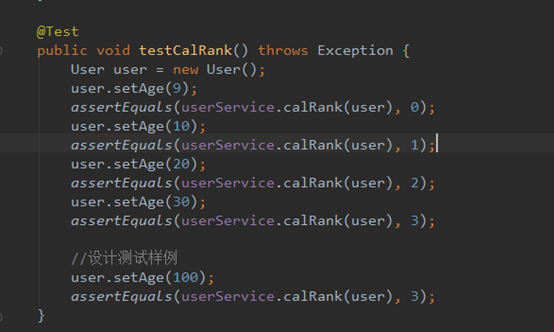 @Test
public void testCalRank() throws Exception {
User user = new User();
user.setAge(9);
assertEquals(userService.calRank(user), 0);
user.setAge(10);
assertEquals(userService.calRank(user), 1);
user.setAge(20);
assertEquals(userService.calRank(user), 2);
user.setAge(30);
assertEquals(userService.calRank(user), 3);
//设计测试样例
user.setAge(100);
assertEquals(userService.calRank(user), 3);
}